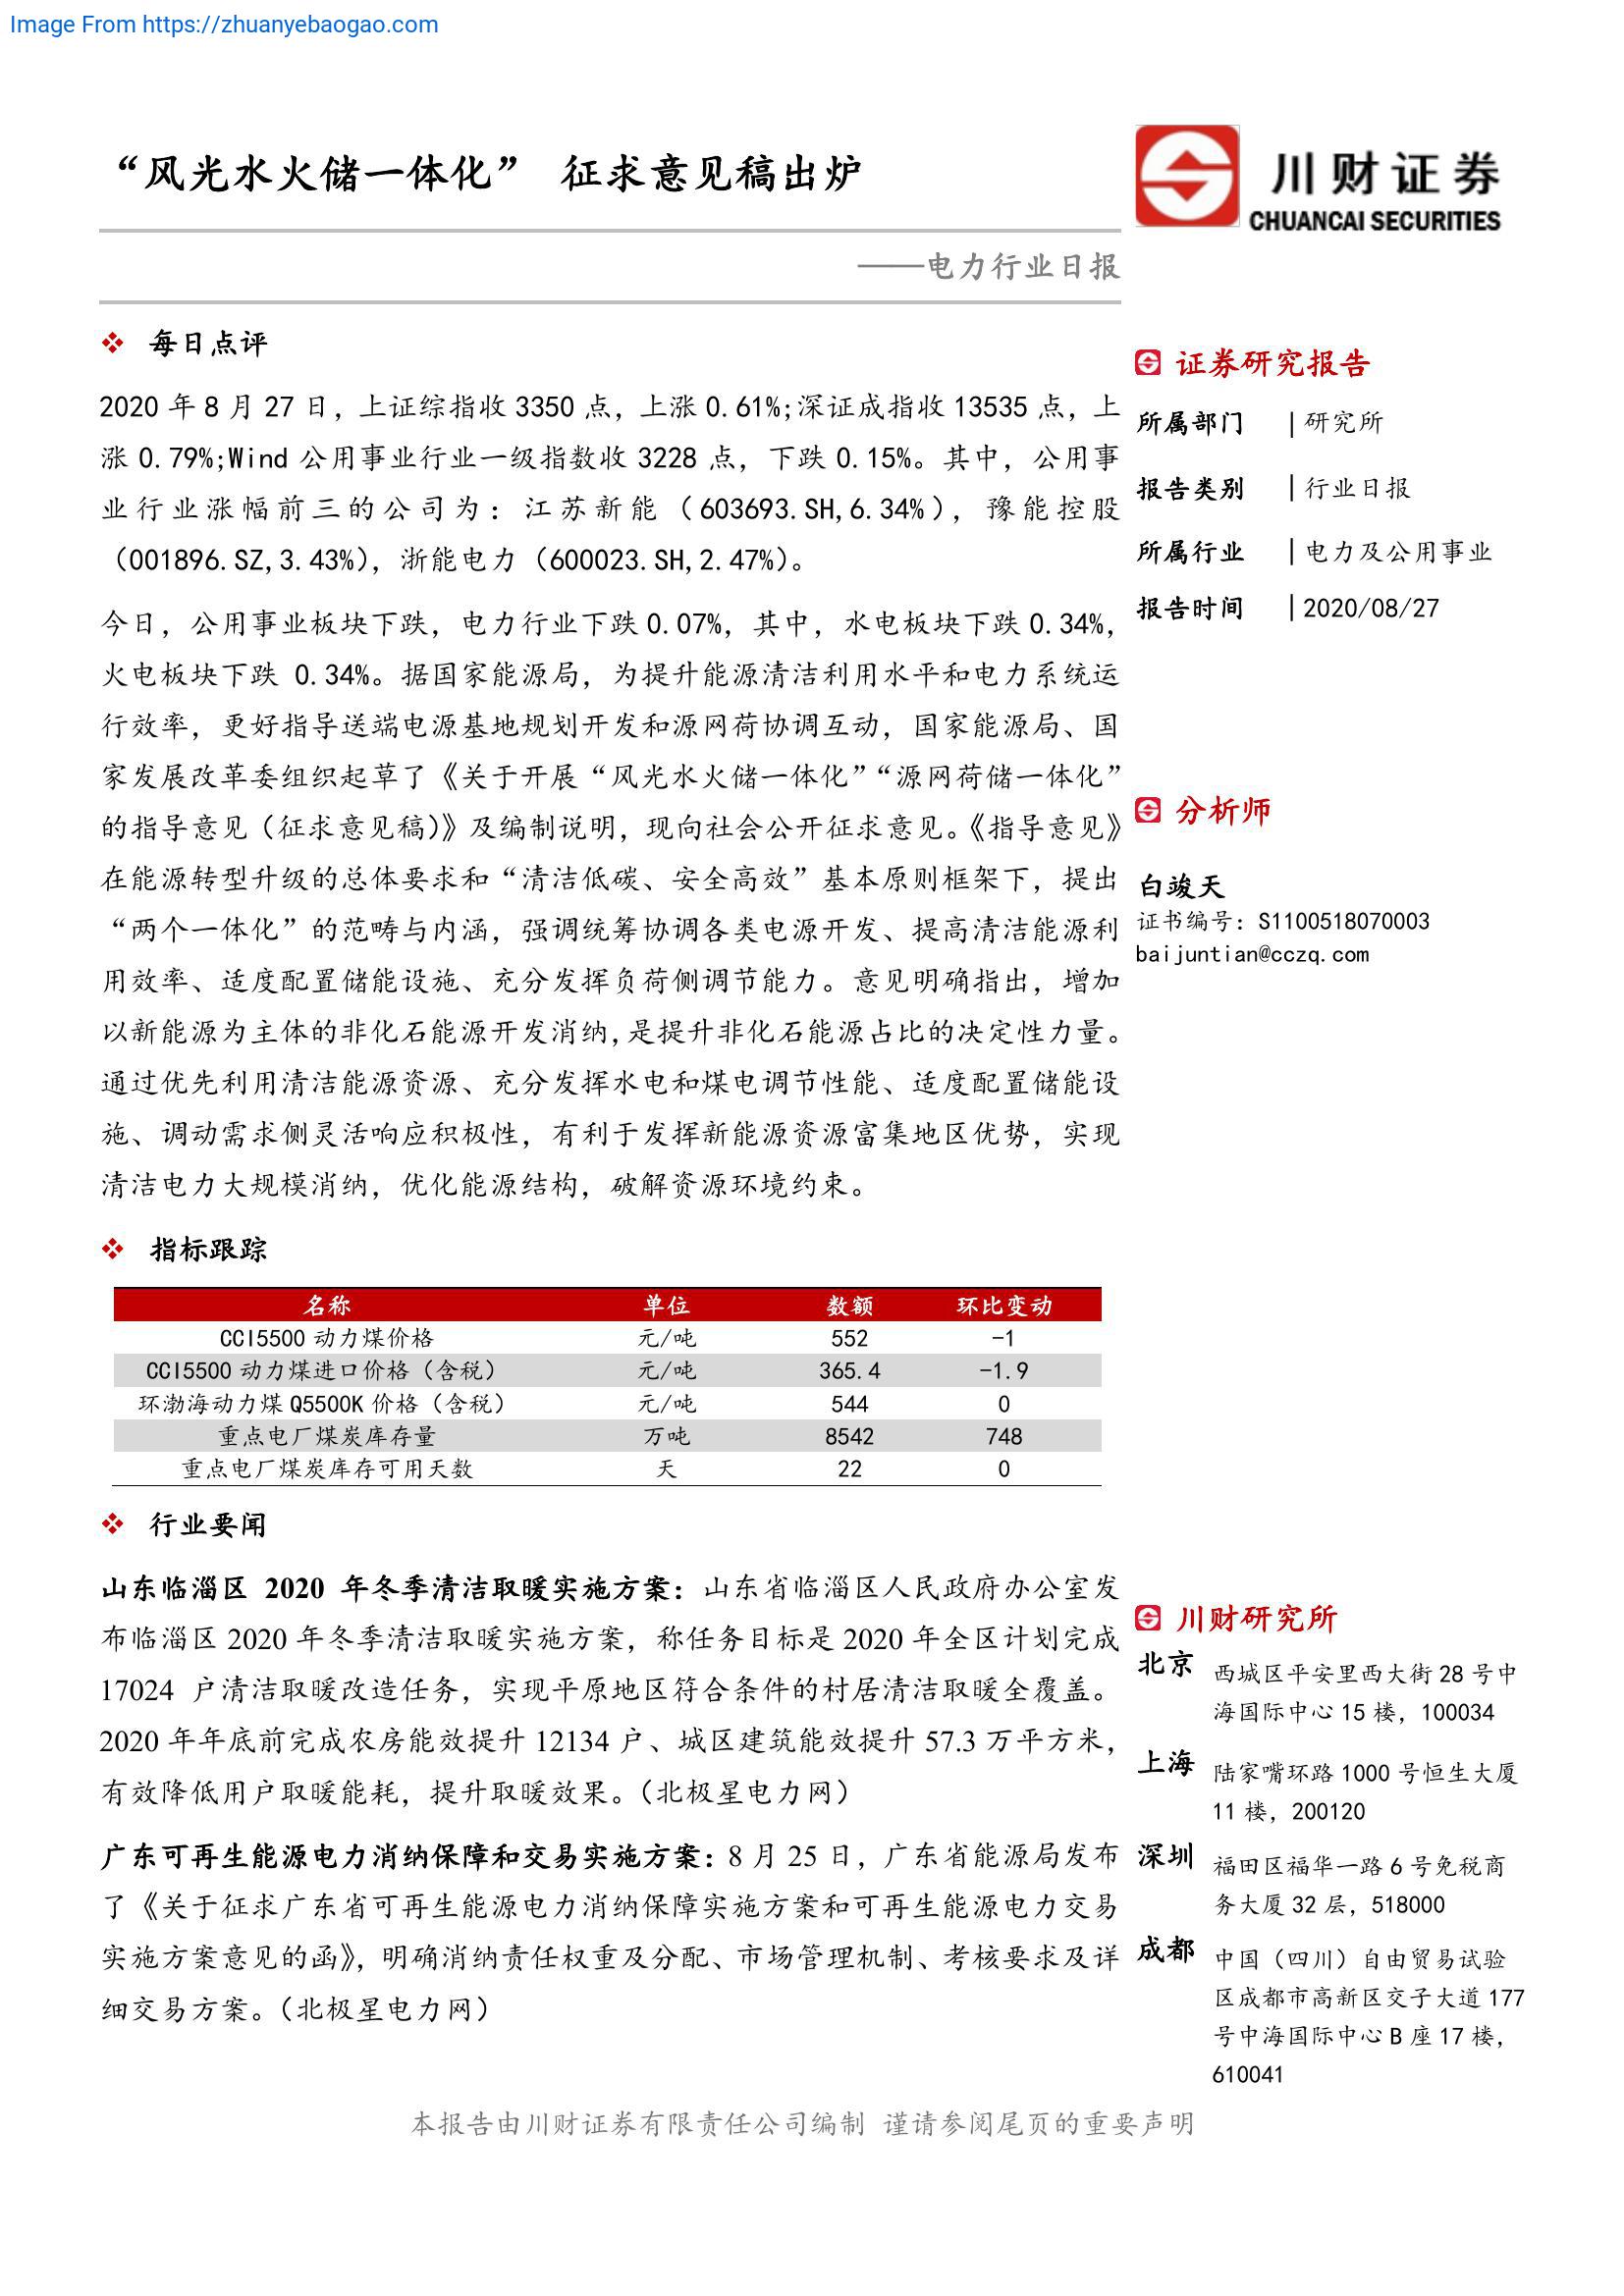 Image From https://zhuanyebaogao.com
“风光水火储一体化” 征求意见稿出炉
川财证券
CHUANCAI SECURITIES
——电力行业日报
❖ 每日点评
2020 年 8 月 27 日，上证综指收 3350 点，上涨 0.61%;深证成指收 13535 点，上
涨 0.79%;Wind 公用事业行业一级指数收 3228 点，下跌 0.15%。其中，公用事
业行业涨幅前三的公司为：江苏新能（603693.SH,6.34%），豫能控股
（001896.SZ,3.43%），浙能电力（600023.SH,2.47%）。
今日，公用事业板块下跌，电力行业下跌 0.07%，其中，水电板块下跌 0.34%，
火电板块下跌 0.34%。据国家能源局，为提升能源清洁利用水平和电力系统运
行效率，更好指导送端电源基地规划开发和源网荷协调互动，国家能源局、国
家发展改革委组织起草了《关于开展“风光水火储一体化”“源网荷储一体化”
的指导意见（征求意见稿）》及编制说明，现向社会公开征求意见。《指导意见》
在能源转型升级的总体要求和“清洁低碳、安全高效”基本原则框架下，提出
“两个一体化”的范畴与内涵，强调统筹协调各类电源开发、提高清洁能源利
用效率、适度配置储能设施、充分发挥负荷侧调节能力。意见明确指出，增加
以新能源为主体的非化石能源开发消纳,是提升非化石能源占比的决定性力量。
通过优先利用清洁能源资源、充分发挥水电和煤电调节性能、适度配置储能设
施、调动需求侧灵活响应积极性，有利于发挥新能源资源富集地区优势，实现
清洁电力大规模消纳，优化能源结构，破解资源环境约束。
❖ 指标跟踪
名称 单位 数额 环比变动
CCI5500 动力煤价格 元/吨 552 -1
CCI5500 动力煤进口价格（含税） 元/吨 365.4 -1.9
环渤海动力煤 Q5500K 价格（含税） 元/吨 544 0
重点电厂煤炭库存量 万吨 8542 748
重点电厂煤炭库存可用天数 天 22 0
❖ 行业要闻
山东临淄区 2020 年冬季清洁取暖实施方案：山东省临淄区人民政府办公室发
布临淄区 2020 年冬季清洁取暖实施方案，称任务目标是 2020 年全区计划完成
17024 户清洁取暖改造任务，实现平原地区符合条件的村居清洁取暖全覆盖。
2020 年年底前完成农房能效提升 12134 户、城区建筑能效提升 57.3 万平方米，
有效降低用户取暖能耗，提升取暖效果。（北极星电力网）
广东可再生能源电力消纳保障和交易实施方案：8 月 25 日，广东省能源局发布
了《关于征求广东省可再生能源电力消纳保障实施方案和可再生能源电力交易
实施方案意见的函》，明确消纳责任权重及分配、市场管理机制、考核要求及详
细交易方案。（北极星电力网）
证券研究报告
所属部门 | 研究所
报告类别 | 行业日报
所属行业 | 电力及公用事业
报告时间 | 2020/08/27
分析师
白竣天
证书编号：S1100518070003
baijuntian@cczq.com
川财研究所
北京 西城区平安里西大街 28 号中
海国际中心 15 楼，100034
上海 陆家嘴环路 1000 号恒生大厦
11 楼，200120
深圳 福田区福华一路 6 号免税商
务大厦 32 层，518000
成都 中国（四川）自由贸易试验
区成都市高新区交子大道 177
号中海国际中心 B 座 17 楼，
610041
本报告由川财证券有限责任公司编制 谨请参阅尾页的重要声明